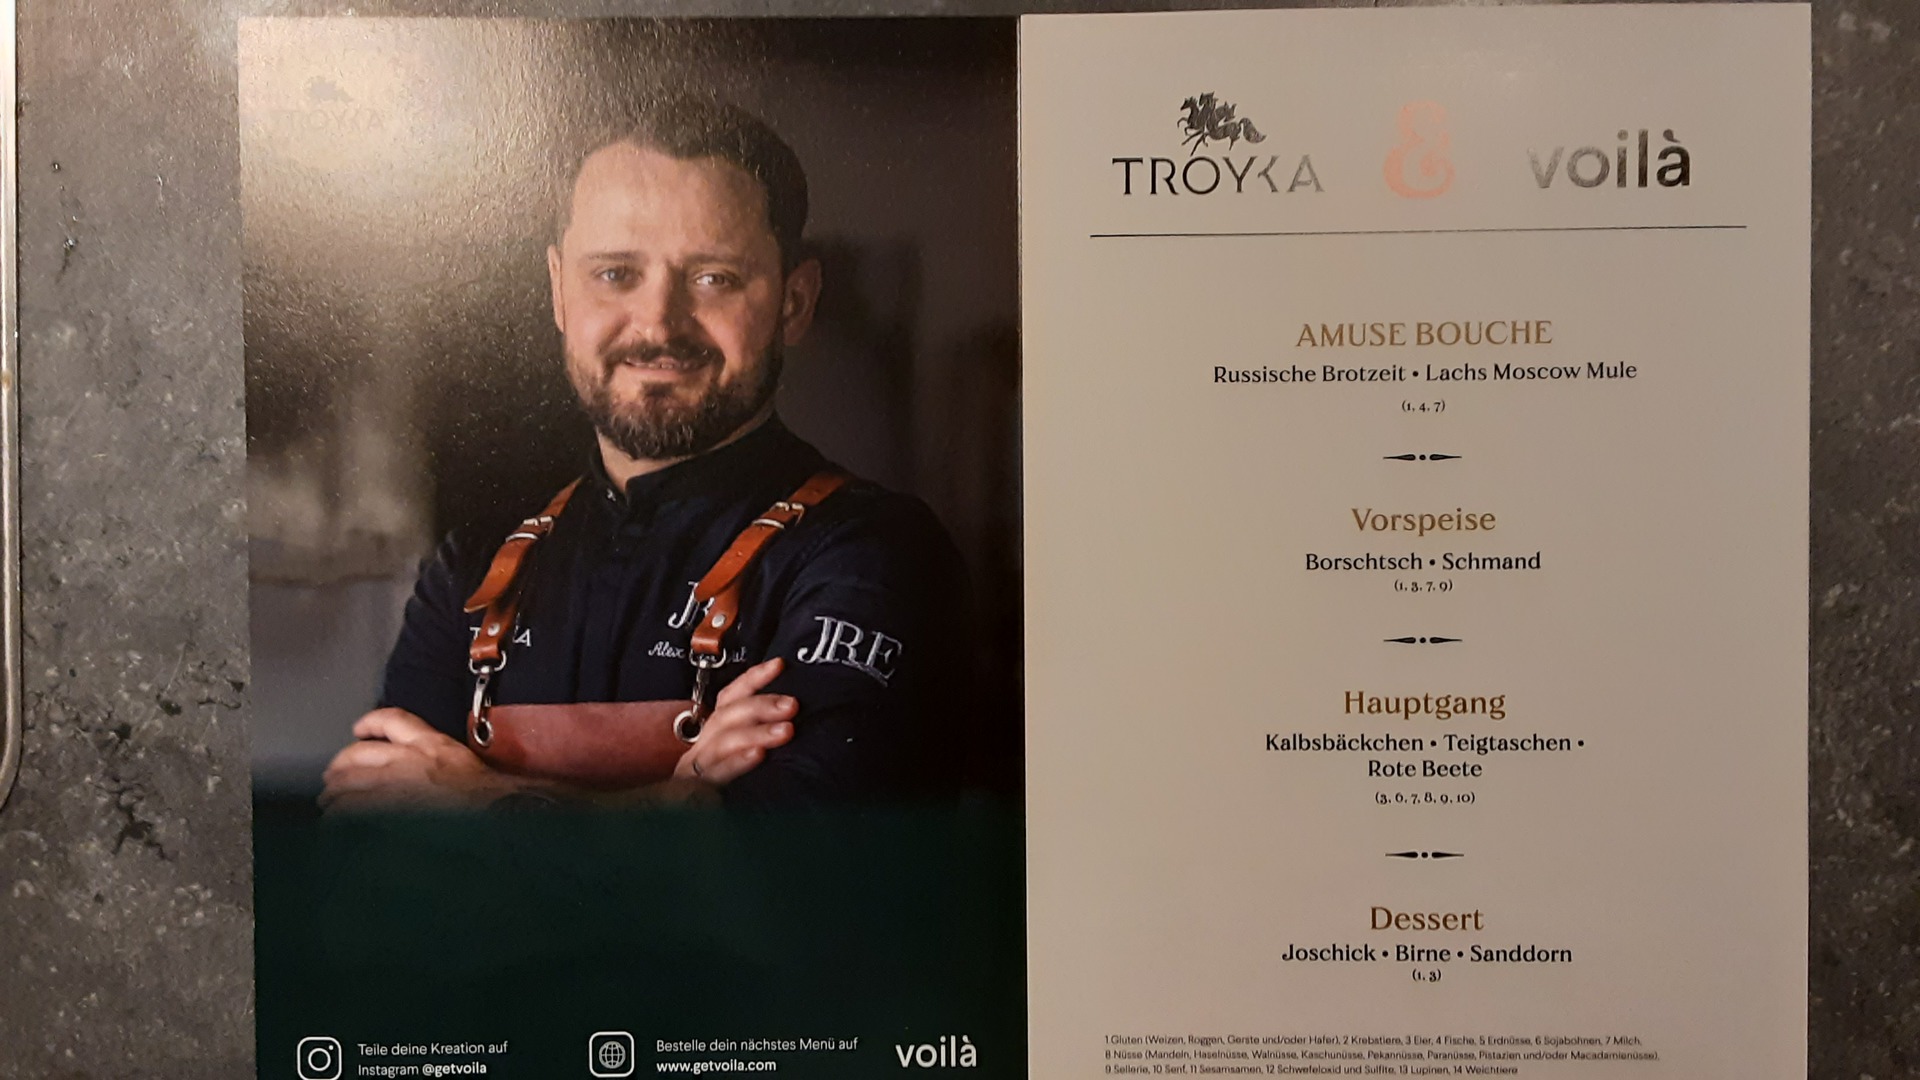 TROYKA & voilà
AMUSE BOUCHE
Russische Brotzeit • Lachs Moscow Mule
(1, 4, 7)
Vorspeise
Borschtsch • Schmand
(1, 3, 7, 9)
Hauptgang
Kalbsbäckchen • Teigtaschen •
Rote Beete
(3, 6, 7, 8, 9, 10)
Dessert
Joschick • Birne • Sanddorn
(1, 3)
1 Gluten (Weizen, Roggen, Gerste und/oder Hafer), 2 Krebstiere, 3 Eier, 4 Fische, 5 Erdnüsse, 6 Sojabohnen, 7 Milch,
8 Nüsse (Mandeln, Haselnüsse, Walnüsse, Kaschunüsse, Pekannüsse, Paranüsse, Pistazien und/oder Macadamienüsse),
9 Sellerie, 10 Senf, 11 Sesamsamen, 12 Schwefeloxid und Sulfite, 13 Lupinen, 14 Weichtiere
Alex
JRE
Teile deine Kreation auf
Instagram @getvoila
Bestelle dein nächstes Menü auf
www.getvoila.com
voilà